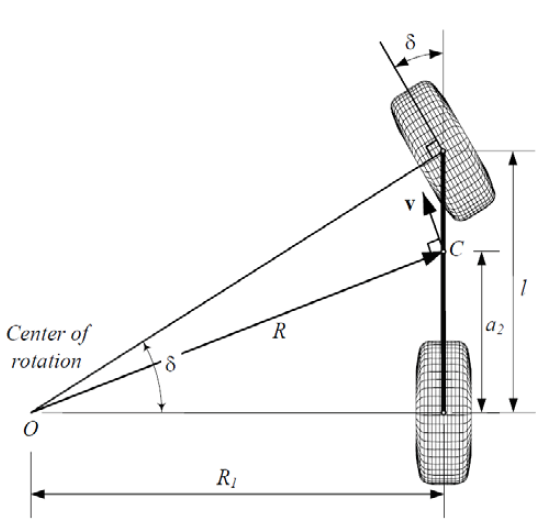 δ
v
C
l
a₂
Center of
rotation
R
δ
O
R₁